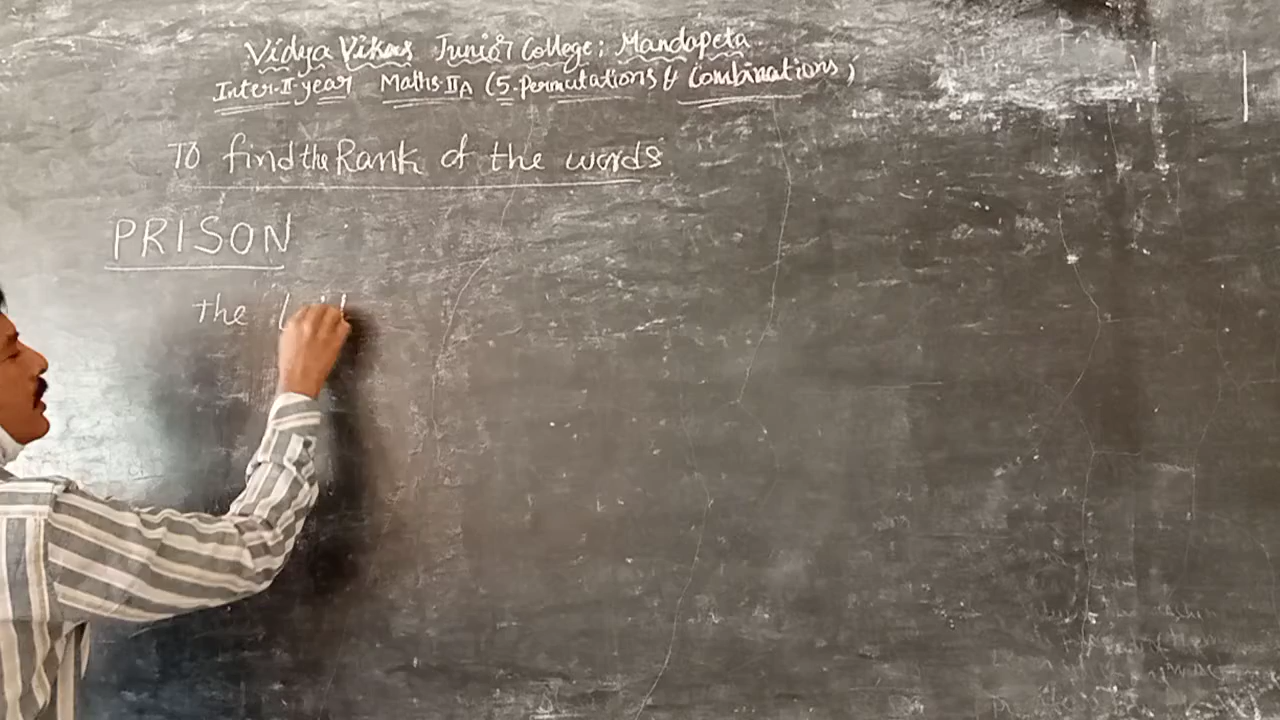 Vidya Vikas Junior College; Mandapeta
Inter-II year Maths-IIA (5. Permutations & Combinations)
To find the Rank of the words
PRISON
the